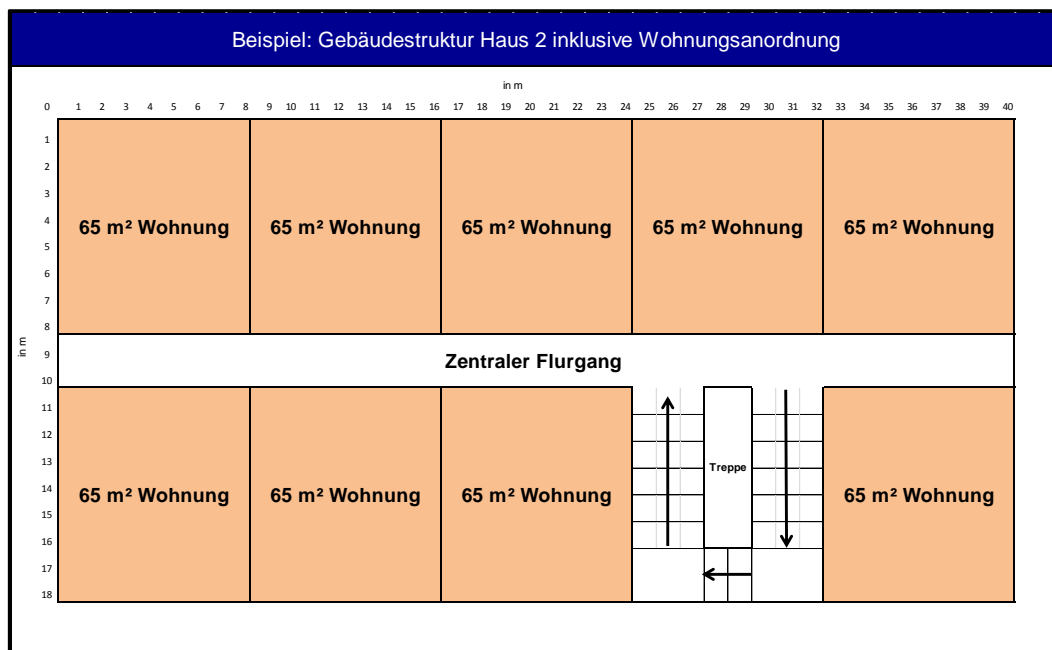 Beispiel: Gebäudestruktur Haus 2 inklusive Wohnungsanordnung
in m
0 1 2 3 4 5 6 7 8 9 10 11 12 13 14 15 16 17 18 19 20 21 22 23 24 25 26 27 28 29 30 31 32 33 34 35 36 37 38 39 40
1
2
3
4
65 m² Wohnung 65 m² Wohnung 65 m² Wohnung 65 m² Wohnung 65 m² Wohnung
5
6
7
8
in m
9
Zentraler Flurgang
10
11
12
13
Treppe
14
65 m² Wohnung 65 m² Wohnung 65 m² Wohnung 65 m² Wohnung
15
16
17
18